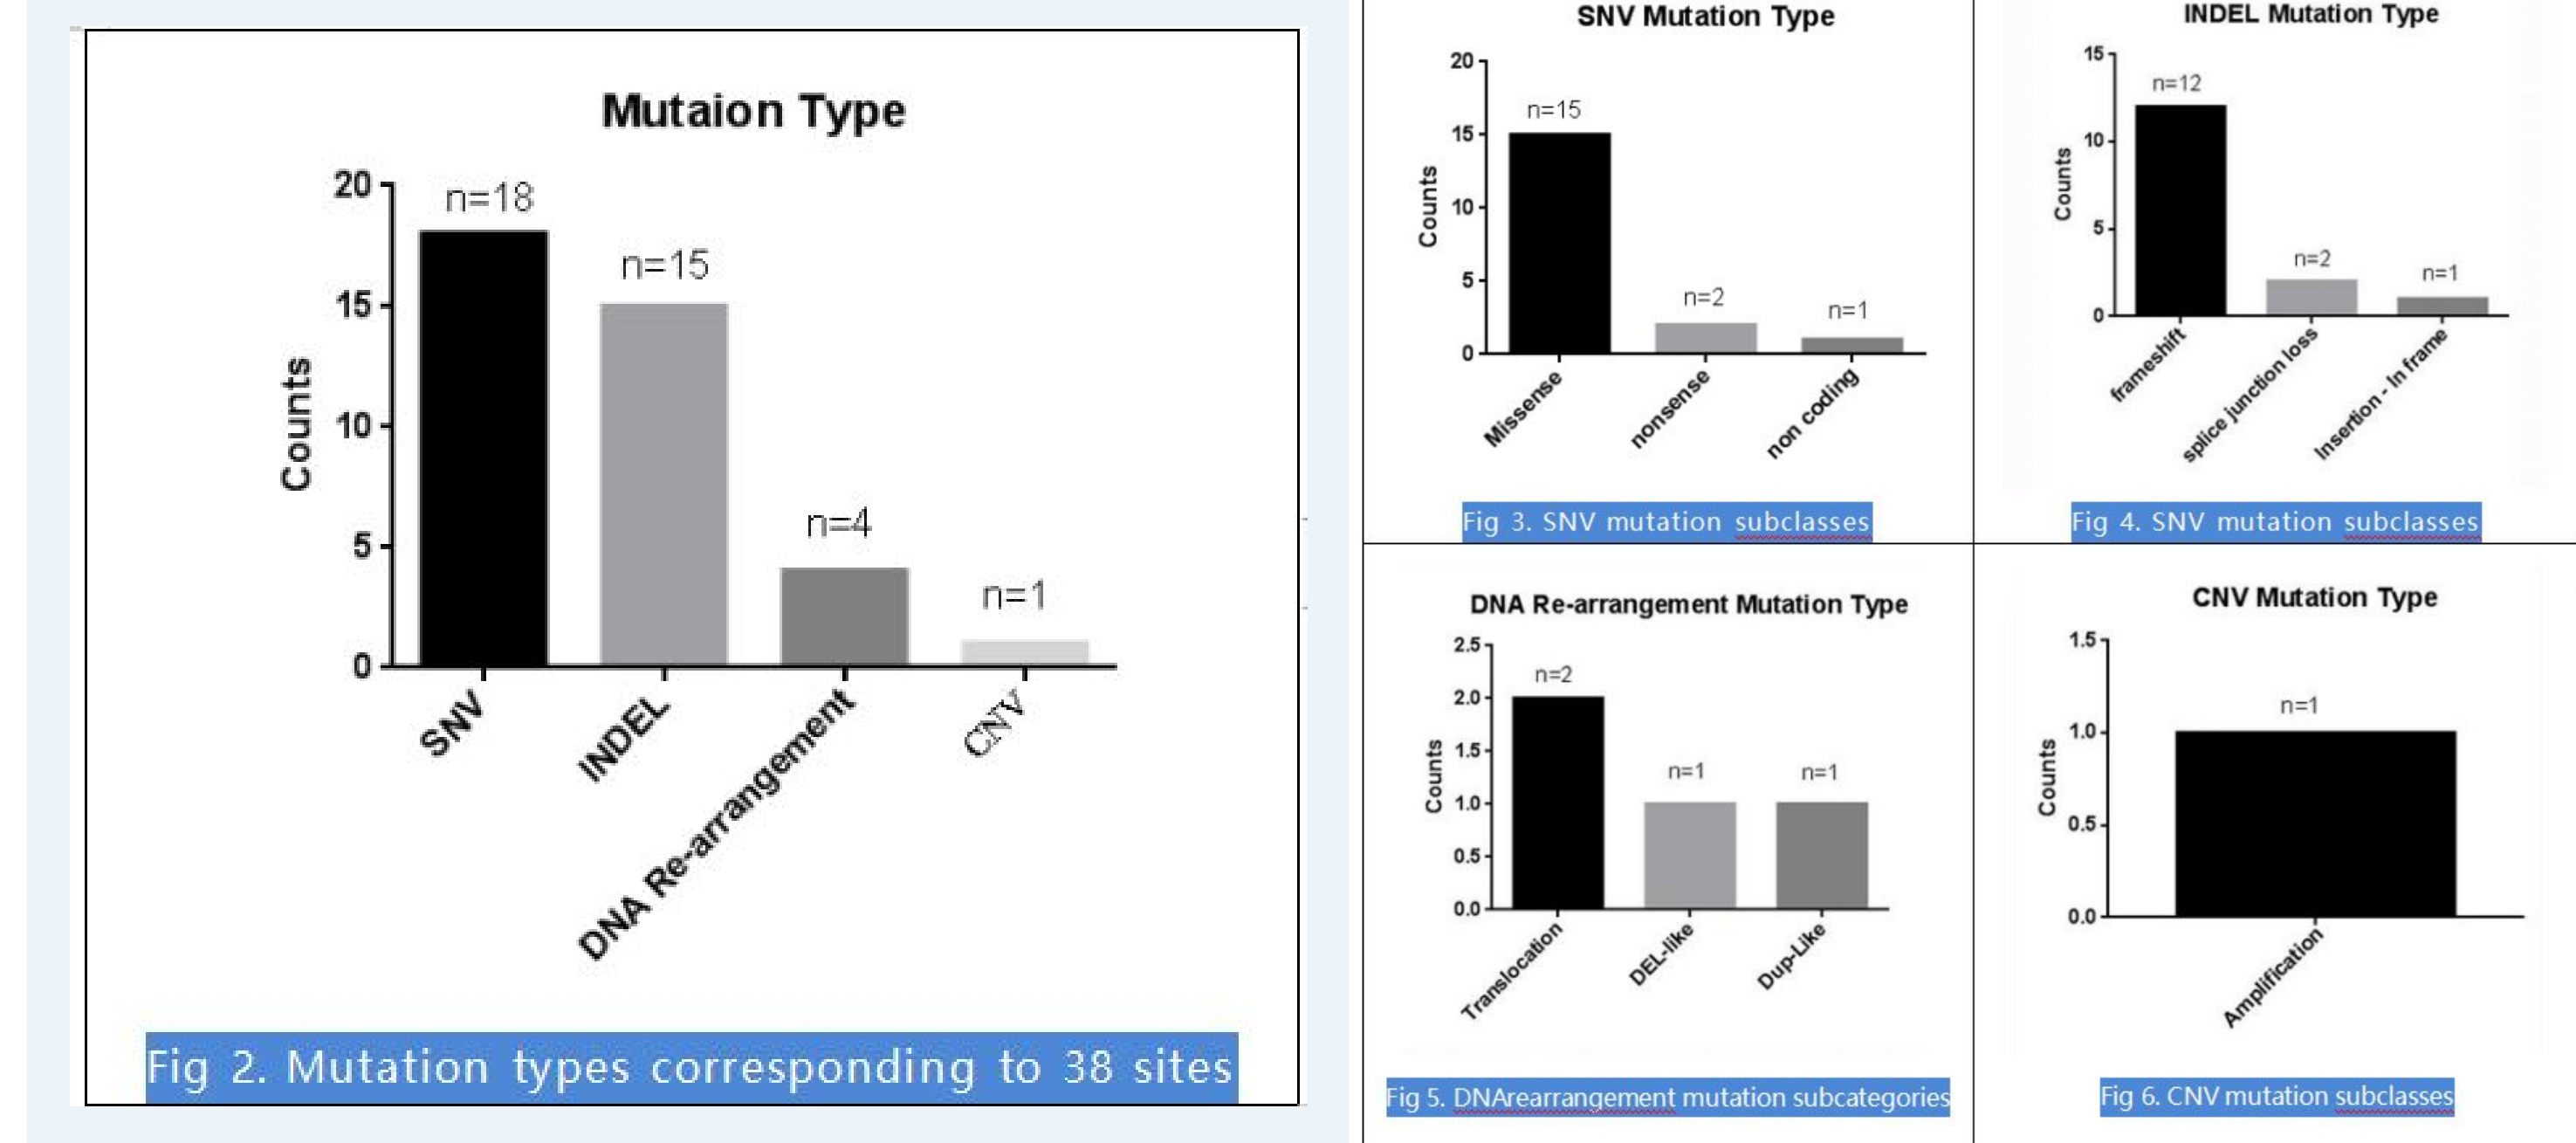 Mutaion Type
Counts
20
15
10
5
0
n=18
n=15
n=4
n=1
SNV
INDEL
DNA Re-arrangement
CNV
Fig 2. Mutation types corresponding to 38 sites
SNV Mutation Type
Counts
20
15
10
5
0
n=15
n=2
n=1
Missense
nonsense
non coding
Fig 3. SNV mutation subclasses
INDEL Mutation Type
Counts
15
10
5
0
n=12
n=2
n=1
frameshift
splice junction loss
Insertion - In frame
Fig 4. SNV mutation subclasses
DNA Re-arrangement Mutation Type
Counts
2.5
2.0
1.5
1.0
0.5
0.0
n=2
n=1
n=1
Translocation
DEL-like
Dup-Like
Fig 5. DNArearrangement mutation subcategories
CNV Mutation Type
Counts
1.5
1.0
0.5
0.0
n=1
Amplification
Fig 6. CNV mutation subclasses